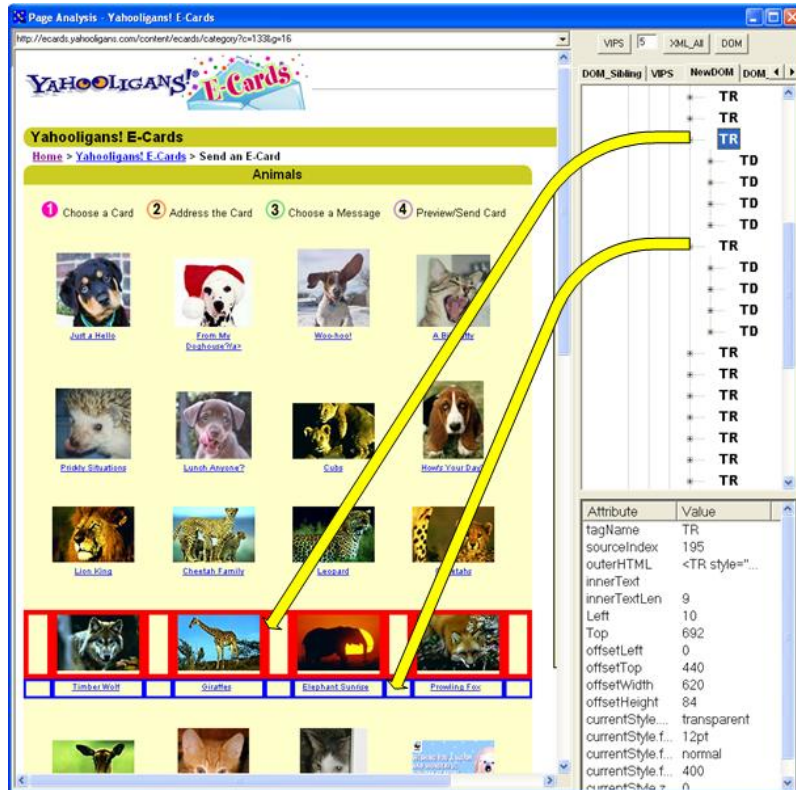 Page Analysis - Yahooligans! E-Cards
http://ecards.yahooligans.com/content/ecards/category?c=133&g=16
VIPS 5 XML_All DOM
DOM_Sibling VIPS NewDOM DOM_
YAHOOLIGANS! E-Cards
Yahooligans! E-Cards
Home > Yahooligans! E-Cards > Send an E-Card
Animals
1 Choose a Card 2 Address the Card 3 Choose a Message 4 Preview/Send Card
Just a Hello From My Woo-hoo! A B
Doghouse?Ya>
Prickly Situations Lunch Anyone? Cubs How's Your Day?
Lion King Cheetah Family Leopard
Timber Wolf Giraffes Elephant Sunrise Prowling Fox
TR
TR
TR
TD
TD
TD
TD
TR
TD
TD
TD
TD
TR
TR
TR
TR
TR
TR
TR
Attribute Value
tagName TR
sourceIndex 195
outerHTML <TR style="...
innerText
innerTextLen 9
Left 10
Top 692
offsetLeft 0
offsetTop 440
offsetWidth 620
offsetHeight 84
currentStyle.... transparent
currentStyle.f... 12pt
currentStyle.f... normal
currentStyle.f... 400
currentStyle.z 0